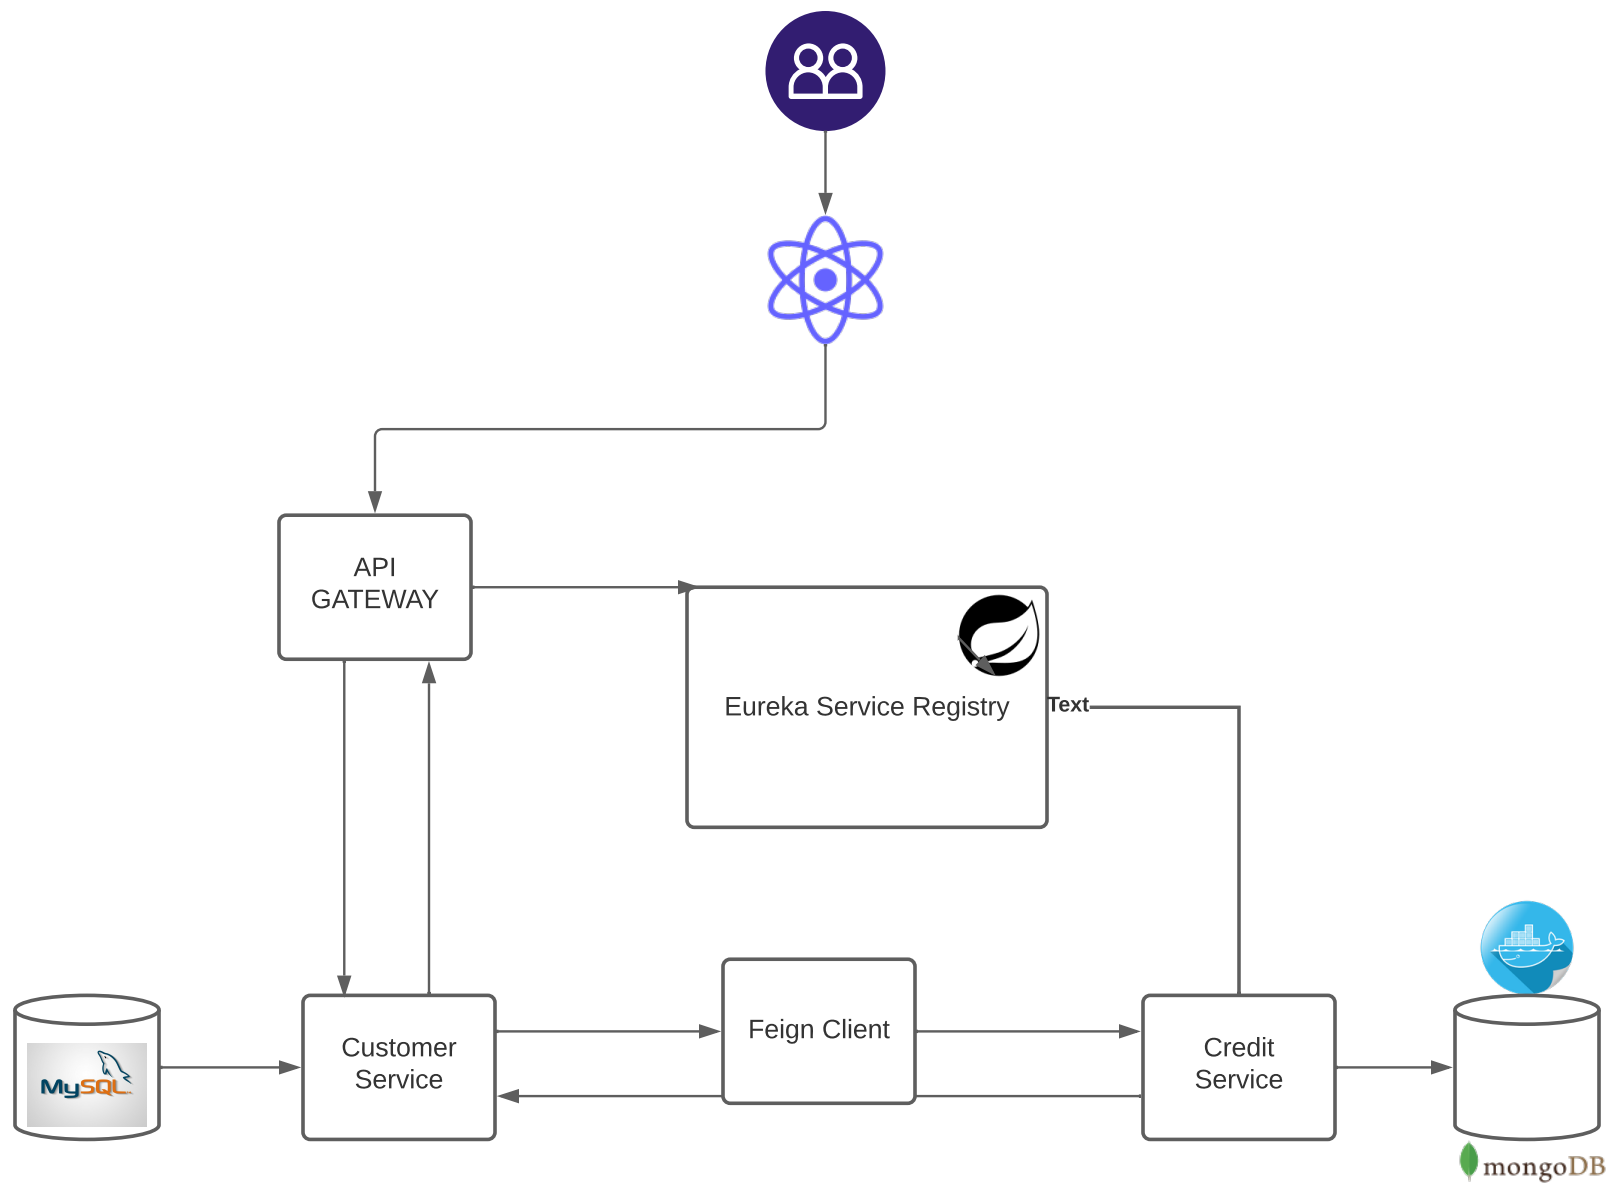 API
GATEWAY
Eureka Service Registry
Text
Feign Client
Customer
Service
Credit
Service
MySQL
mongoDB